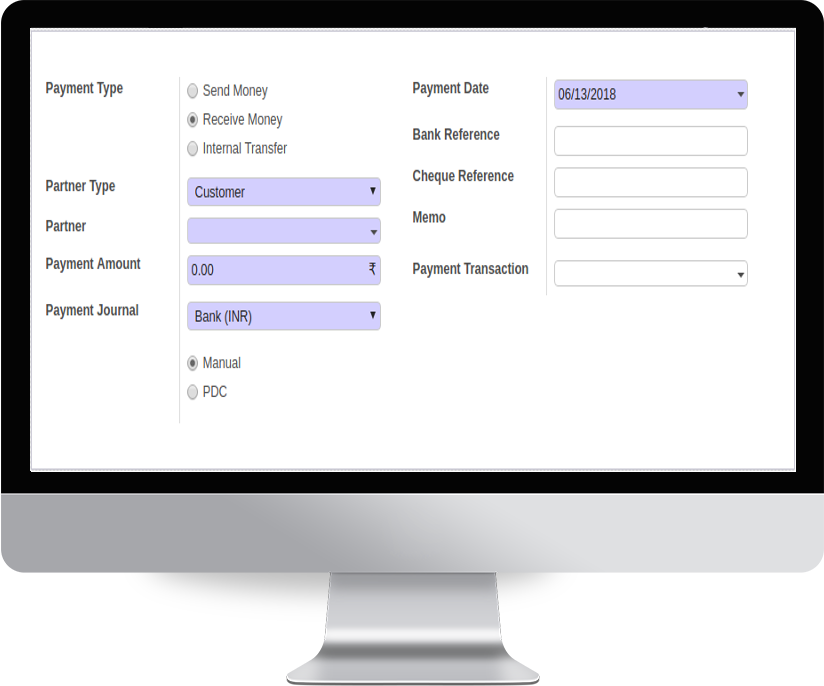 Payment Type
Send Money
Receive Money
Internal Transfer
Partner Type
Customer
Partner
Payment Amount
0.00 ₹
Payment Journal
Bank (INR)
Manual
PDC
Payment Date
06/13/2018
Bank Reference
Cheque Reference
Memo
Payment Transaction